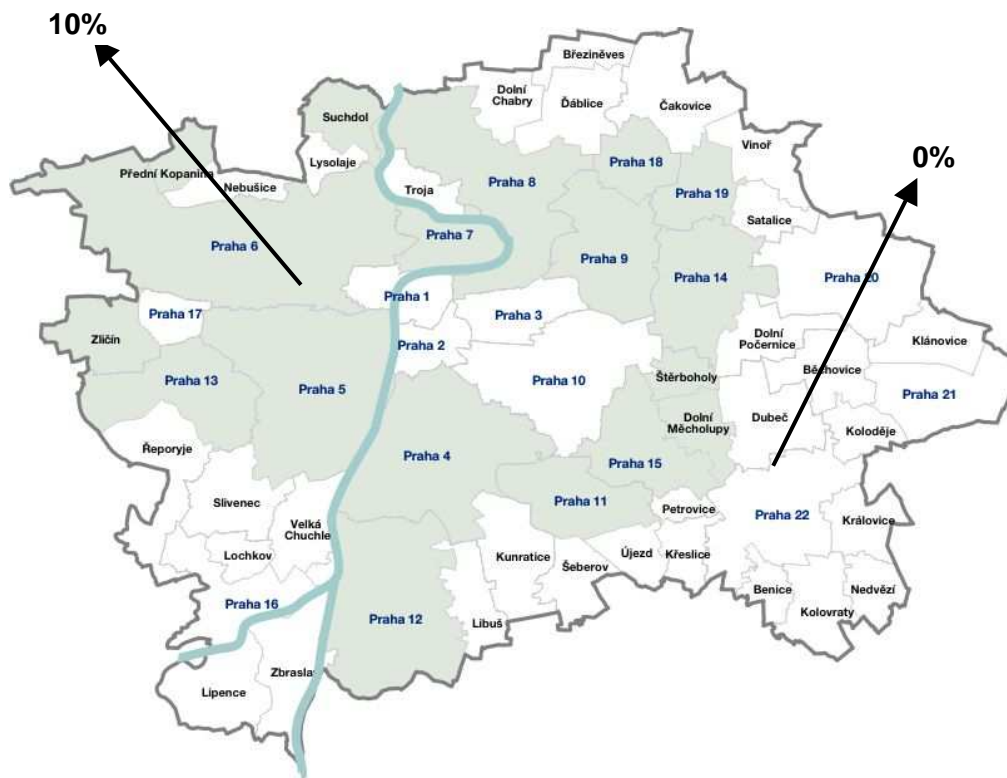 10%
Březiněves
Dolní
Chabry
Ďáblice
Čakovice
Suchdol
Vinoř
Lysolaje
Praha 18
0%
Přední Kopanina
Nebušice
Troja
Praha 8
Praha 19
Satalice
Praha 6
Praha 7
Praha 9
Praha 14
Praha 20
Praha 1
Praha 17
Praha 3
Zličín
Praha 2
Dolní
Počernice
Klánovice
Praha 13
Praha 5
Praha 10
Štěrboholy
Běchovice
Praha 21
Dolní
Měcholupy
Dubeč
Koloděje
Řeporyje
Praha 4
Praha 15
Slivenec
Praha 11
Petrovice
Praha 22
Královice
Velká
Chuchle
Lochkov
Kunratice
Šeberov
Újezd
Křeslice
Benice
Nedvězí
Praha 16
Praha 12
Libuš
Kolovraty
Zbrasla
Lipence